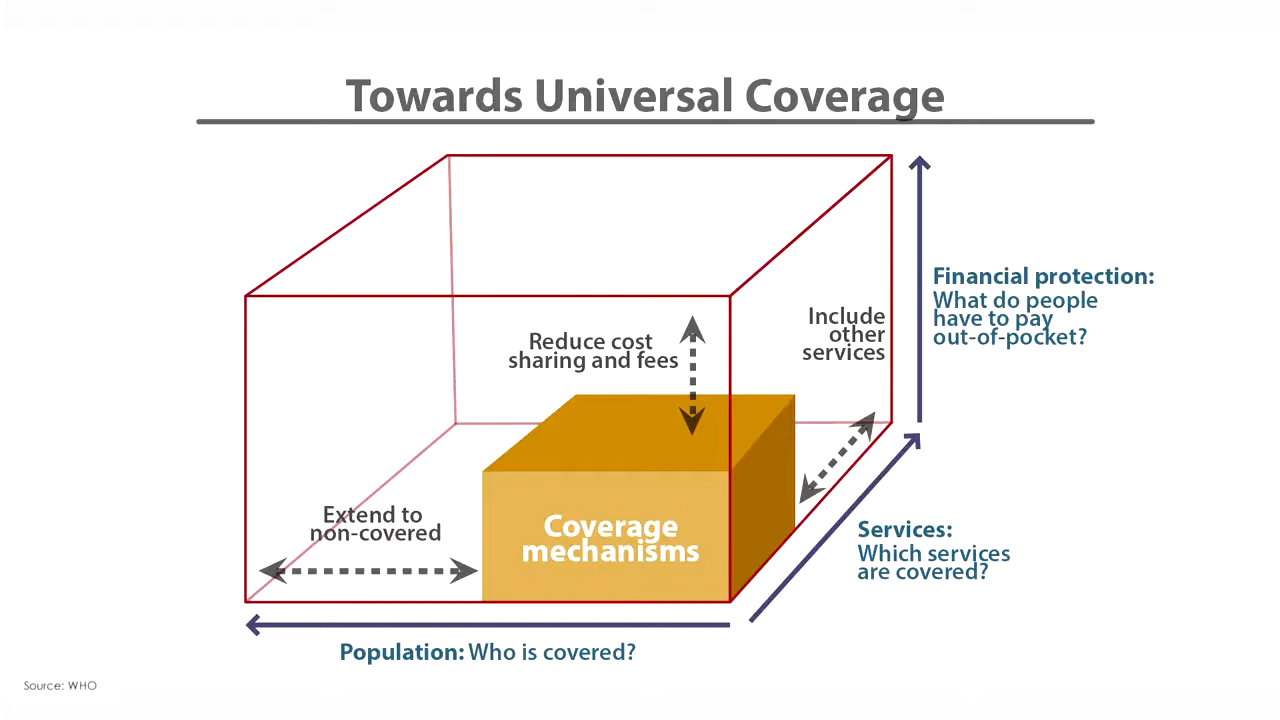 Towards Universal Coverage
Financial protection:
What do people
have to pay
out-of-pocket?
Include
other
services
Reduce cost
sharing and fees
Extend to
non-covered
Coverage
mechanisms
Services:
Which services
are covered?
Population: Who is covered?
Source: WHO